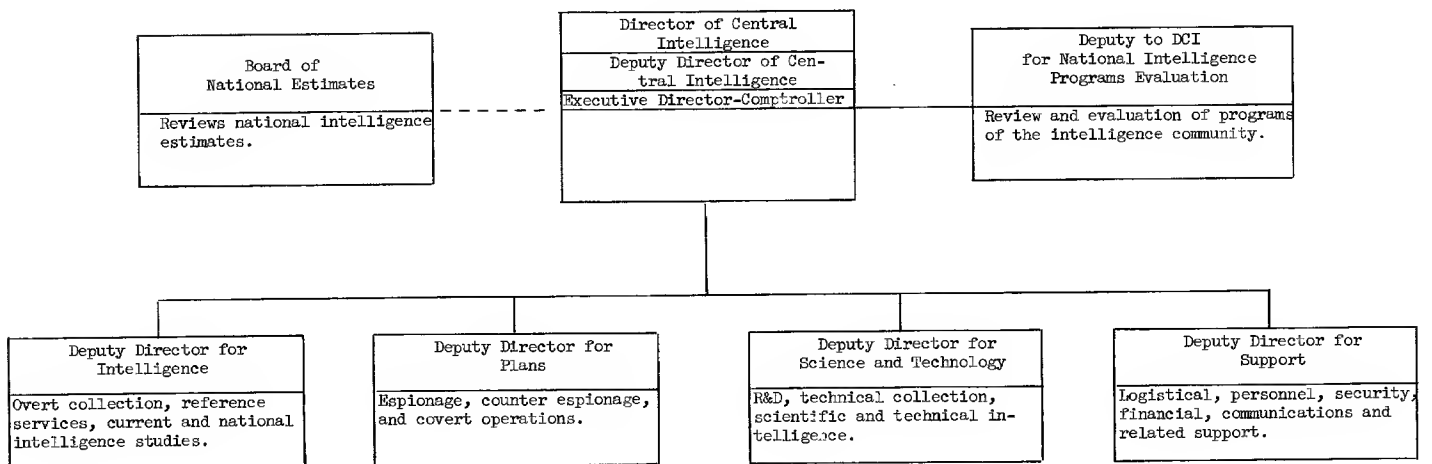 Director of Central
Intelligence
Deputy Director of Cen-
tral Intelligence
Executive Director-Comptroller
Board of
National Estimates
Reviews national intelligence
estimates.
Deputy to DCI
for National Intelligence
Programs Evaluation
Review and evaluation of programs
of the intelligence community.
Deputy Director for
Intelligence
Overt collection, reference
services, current and national
intelligence studies.
Deputy Director for
Plans
Espionage, counter espionage,
and covert operations.
Deputy Director for
Science and Technology
R&D, technical collection,
scientific and technical in-
telligence.
Deputy Director for
Support
Logistical, personnel, security,
financial, communications and
related support.